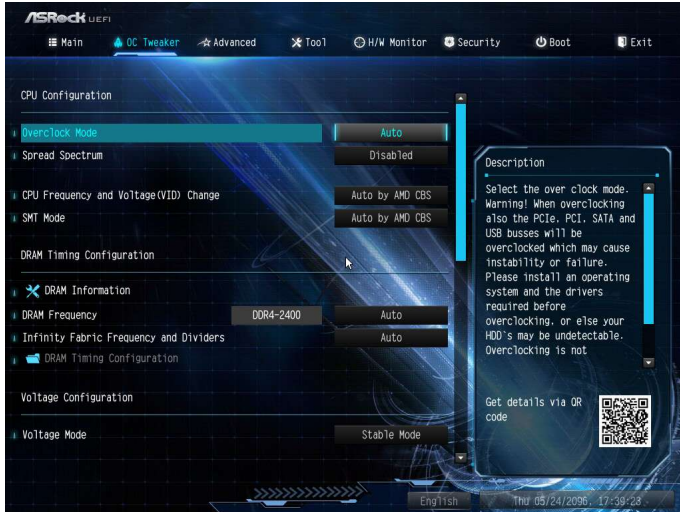 ASRock UEFI
Main OC Tweaker Advanced Tool H/W Monitor Security Boot Exit
CPU Configuration
Overclock Mode Auto
Spread Spectrum Disabled
CPU Frequency and Voltage(VID) Change Auto by AMD CBS
SMT Mode Auto by AMD CBS
DRAM Timing Configuration
DRAM Information
DRAM Frequency DDR4-2400 Auto
Infinity Fabric Frequency and Dividers Auto
DRAM Timing Configuration
Voltage Configuration
Voltage Mode Stable Mode
Description
Select the over clock mode.
Warning! When overclocking
also the PCIe. PCI. SATA and
USB busses will be
overclocked which may cause
instability or failure.
Please install an operating
system and the drivers
required before
overclocking. or else your
HDD`s may be undetectable.
Overclocking is not
Get details via QR
code
English Thu 05/24/2096. 17:39:23